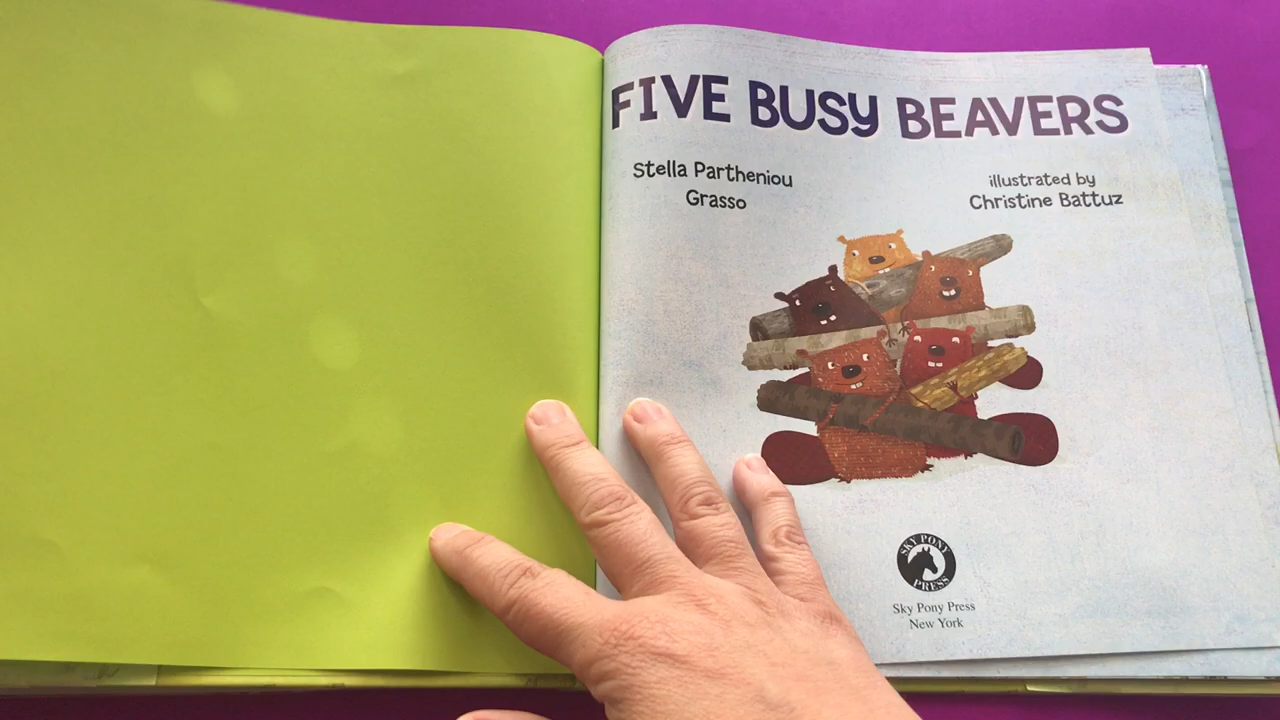 FIVE BUSY BEAVERS
Stella Partheniou
Grasso
illustrated by
Christine Battuz
SKY PONY
PRESS
Sky Pony Press
New York